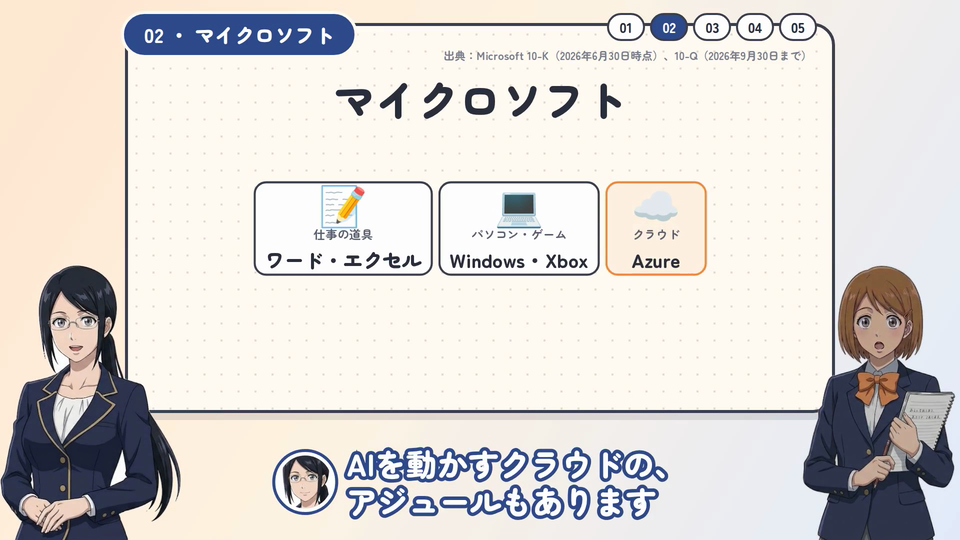 02 ・ マイクロソフト
01 02 03 04 05
出典：Microsoft 10-K（2026年6月30日時点）、10-Q（2026年9月30日まで）
マイクロソフト
仕事の道具
ワード・エクセル
パソコン・ゲーム
Windows・Xbox
クラウド
Azure
AIを動かすクラウドの、
アジュールもあります